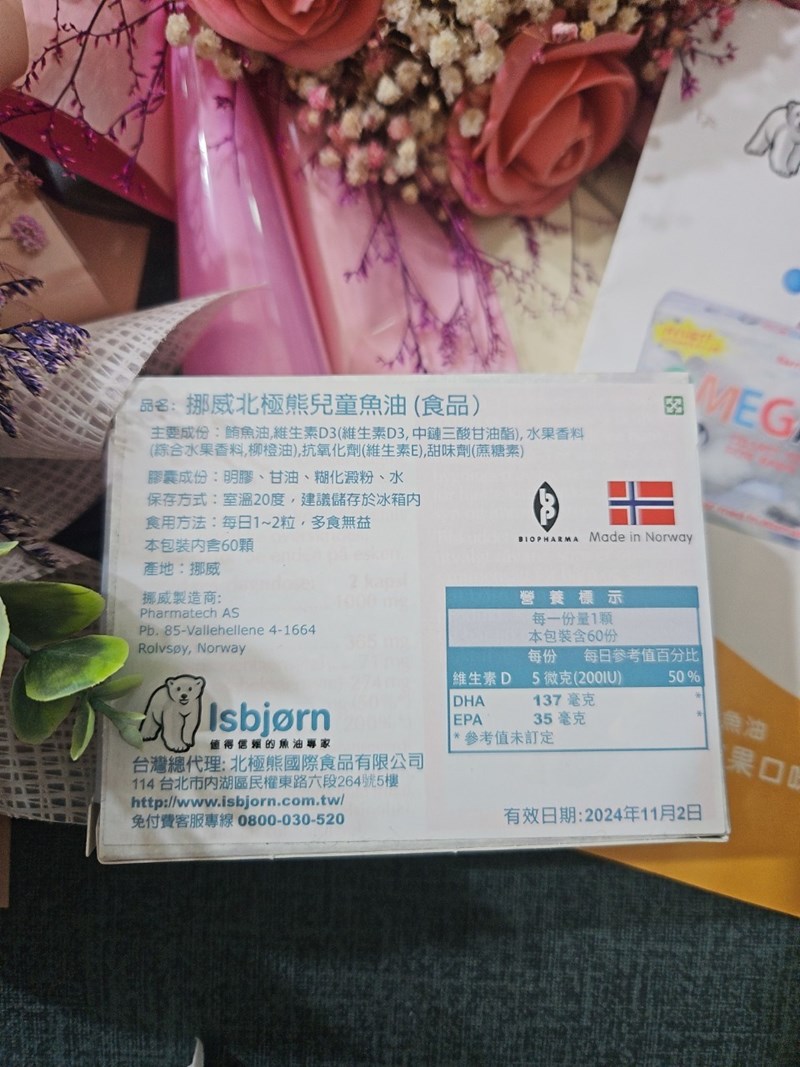 品名: 挪威北極熊兒童魚油 (食品)
主要成份：鮪魚油,維生素D3(維生素D3, 中鏈三酸甘油酯), 水果香料
(綜合水果香料,柳橙油),抗氧化劑(維生素E),甜味劑(蔗糖素)
膠囊成份：明膠、甘油、糊化澱粉、水
保存方式：室溫20度，建議儲存於冰箱內
食用方法：每日1~2粒，多食無益
本包裝內含60顆
產地：挪威
挪威製造商:
Pharmatech AS
Pb. 85-Vallehellene 4-1664
Rolvsøy, Norway
bp
BIOPHARMA
Made in Norway
營養標示
每一份量1顆
本包裝含60份
每份 每日參考值百分比
維生素 D 5 微克(200IU) 50 %
DHA 137 毫克 *
EPA 35 毫克 *
* 參考值未訂定
Isbjørn
值得信賴的魚油專家
台灣總代理: 北極熊國際食品有限公司
114 台北市內湖區民權東路六段264號5樓
http://www.isbjorn.com.tw/
免付費客服專線 0800-030-520
有效日期:2024年11月2日
MEG
魚油
果口